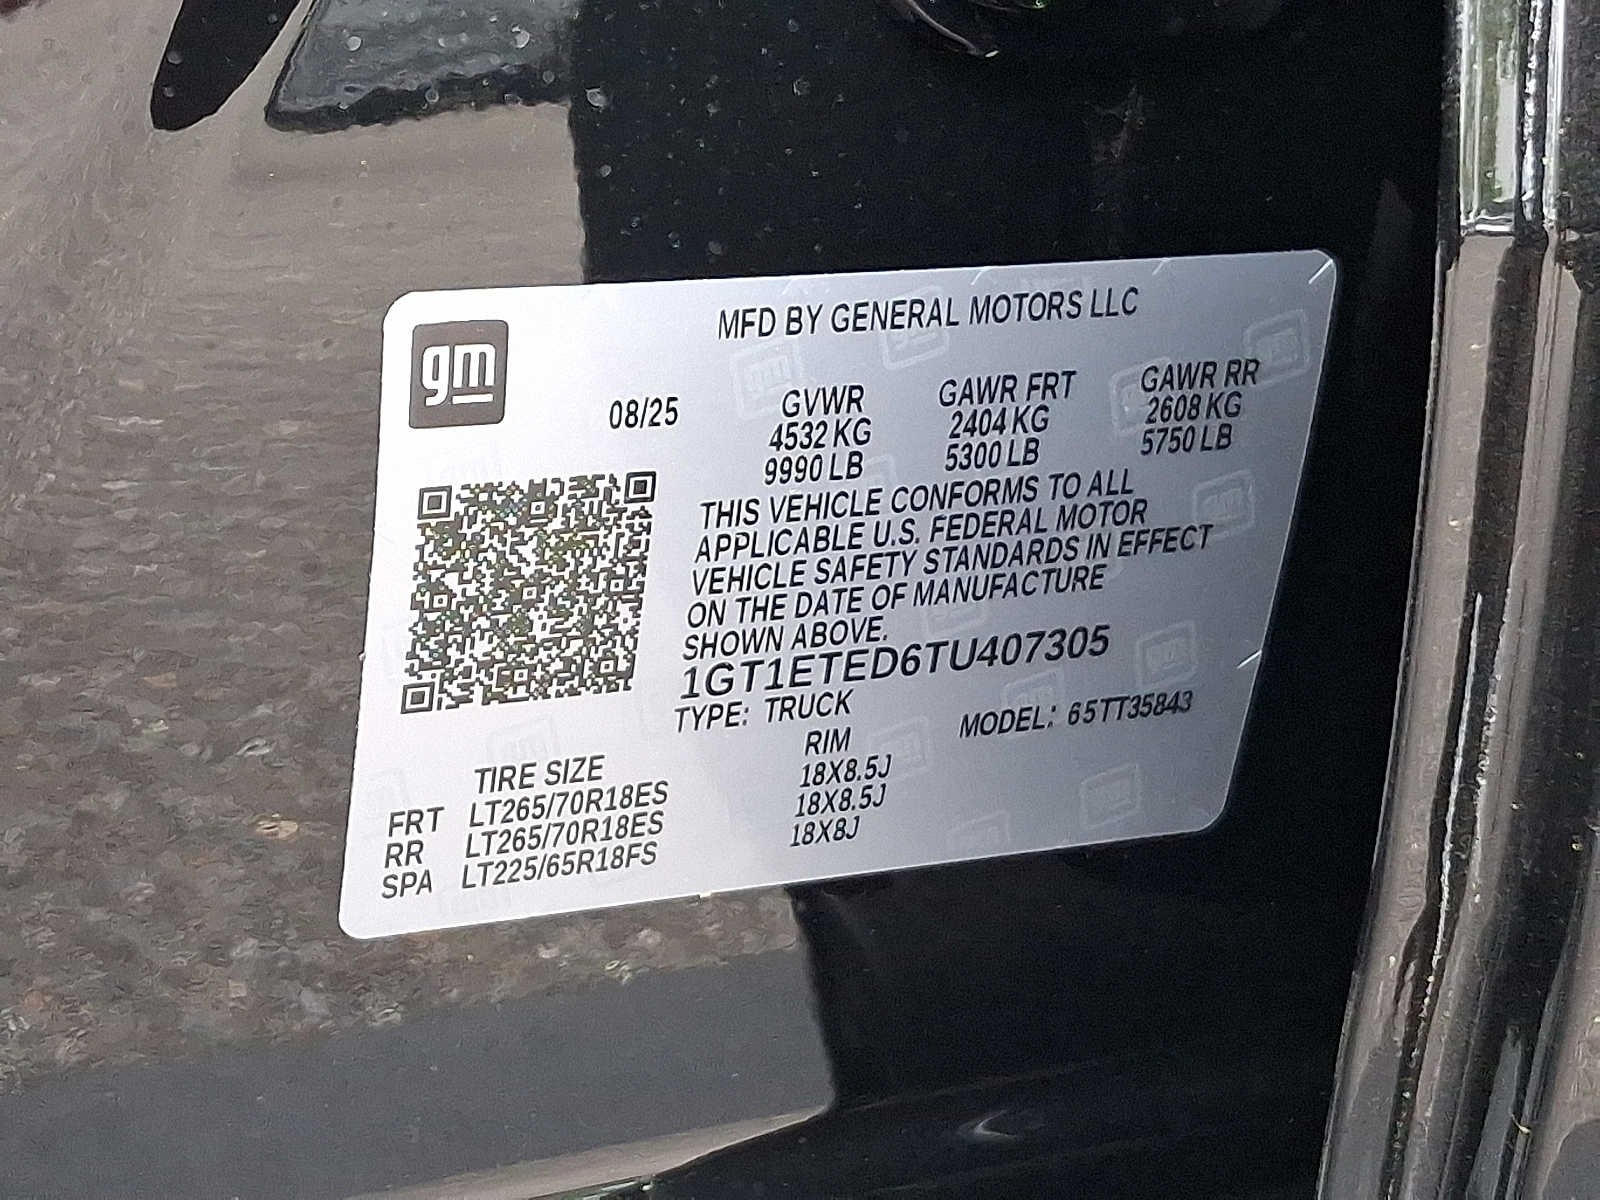 gm
MFD BY GENERAL MOTORS LLC
08/25
GVWR
4532 KG
9990 LB
GAWR FRT
2404 KG
5300 LB
GAWR RR
2608 KG
5750 LB
THIS VEHICLE CONFORMS TO ALL
APPLICABLE U.S. FEDERAL MOTOR
VEHICLE SAFETY STANDARDS IN EFFECT
ON THE DATE OF MANUFACTURE
SHOWN ABOVE.
1GT1ETED6TU407305
TYPE: TRUCK
MODEL: 65TT35843
TIRE SIZE RIM
FRT LT265/70R18ES 18X8.5J
RR LT265/70R18ES 18X8.5J
SPA LT225/65R18FS 18X8J